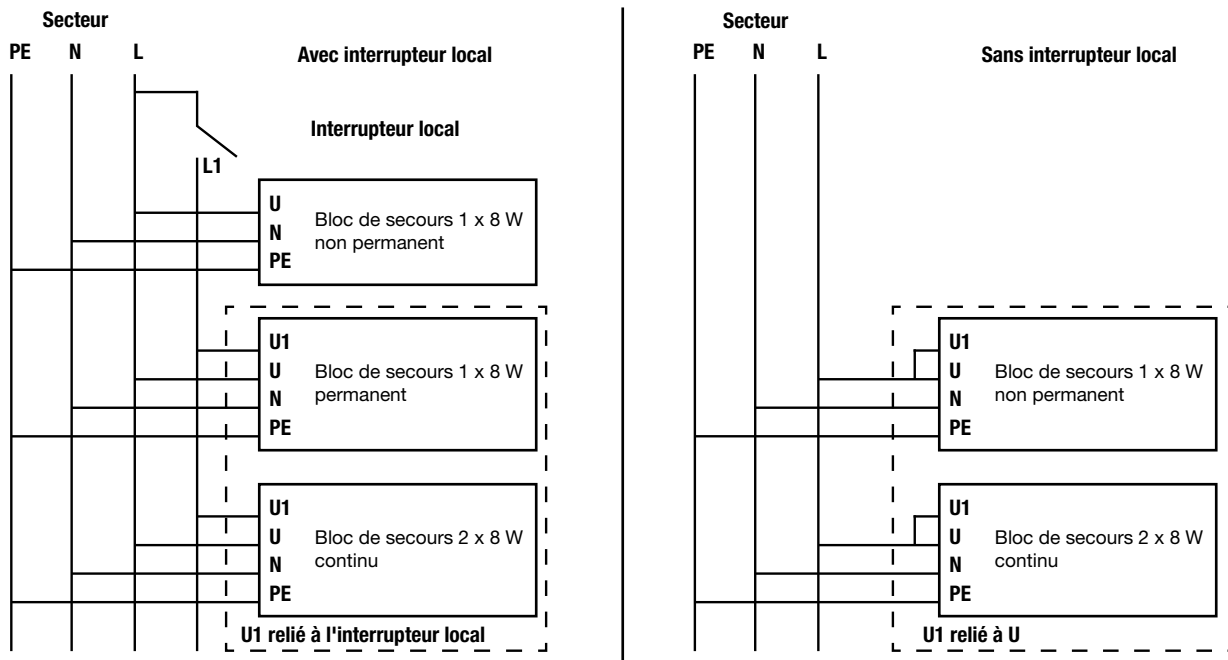 Secteur
PE N L
Avec interrupteur local
Interrupteur local
L1
U
N
PE
Bloc de secours 1 x 8 W
non permanent
U1
U
N
PE
Bloc de secours 1 x 8 W
permanent
U1
U
N
PE
Bloc de secours 2 x 8 W
continu
U1 relié à l'interrupteur local
Secteur
PE N L
Sans interrupteur local
U1
U
N
PE
Bloc de secours 1 x 8 W
non permanent
U1
U
N
PE
Bloc de secours 2 x 8 W
continu
U1 relié à U